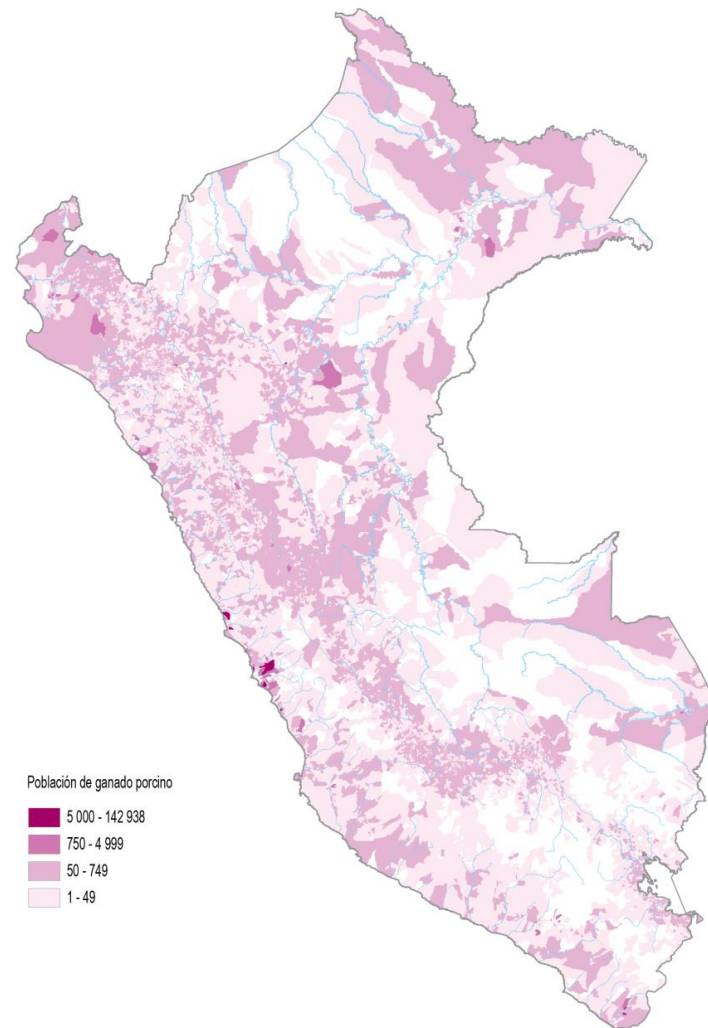 Población de ganado porcino
5 000 - 142 938
750 - 4 999
50 - 749
1 - 49